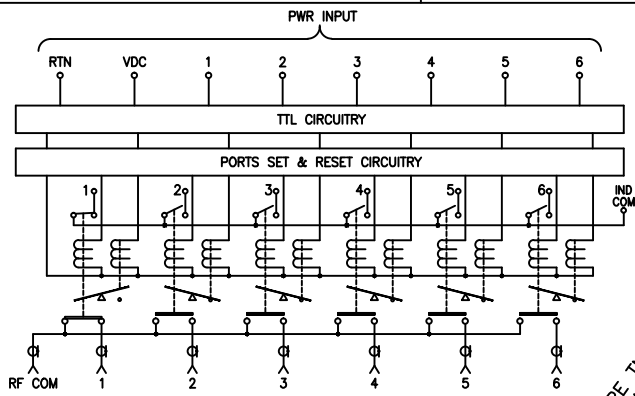 PWR INPUT
RTN VDC 1 2 3 4 5 6
TTL CIRCUITRY
PORTS SET & RESET CIRCUITRY
1 2 3 4 5 6
IND
COM
RF COM 1 2 3 4 5 6